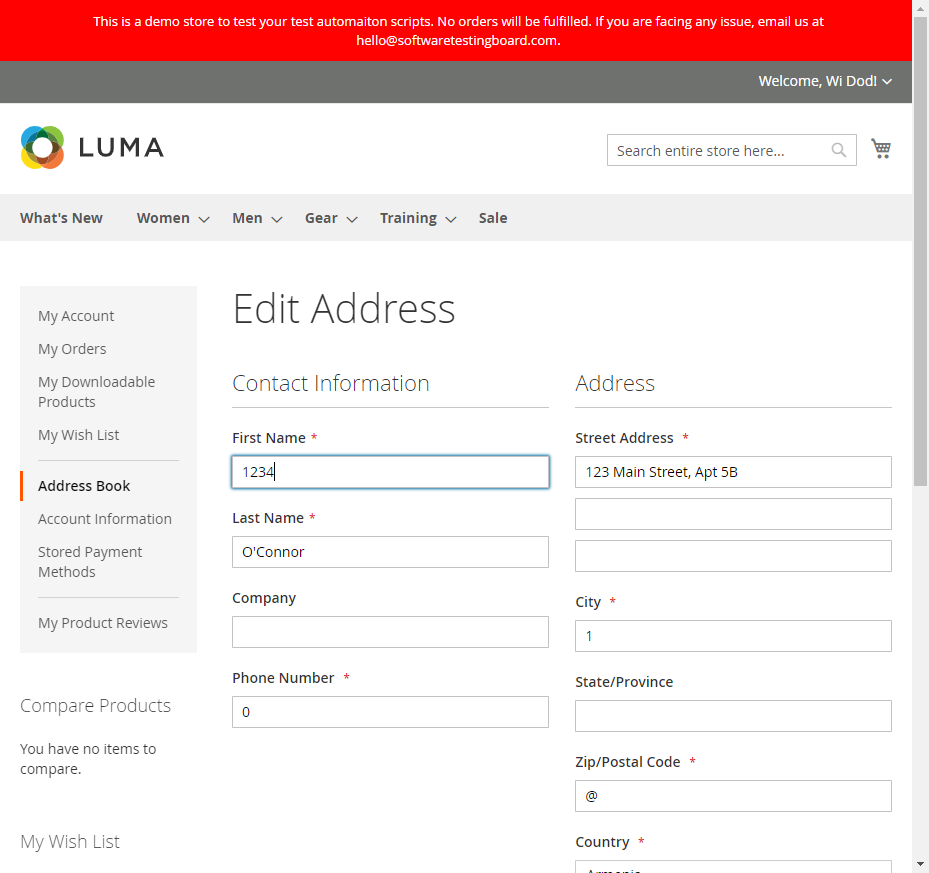 This is a demo store to test your test automaiton scripts. No orders will be fulfilled. If you are facing any issue, email us at
hello@softwaretestingboard.com.
Welcome, Wi Dod!
LUMA
Search entire store here...
What's New Women Men Gear Training Sale
My Account
My Orders
My Downloadable
Products
My Wish List
Address Book
Account Information
Stored Payment
Methods
My Product Reviews
Compare Products
You have no items to
compare.
My Wish List
Edit Address
Contact Information
First Name *
1234
Last Name *
O'Connor
Company
Phone Number *
0
Address
Street Address *
123 Main Street, Apt 5B
City *
1
State/Province
Zip/Postal Code *
@
Country *
Armenia